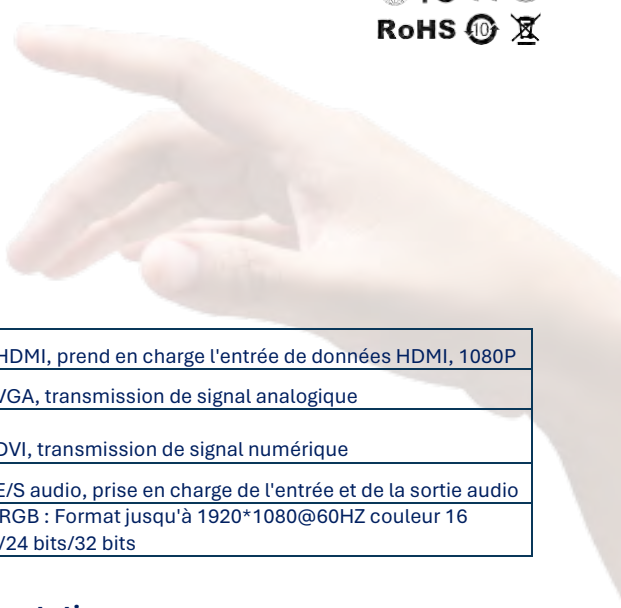 RoHS 10
HDMI, prend en charge l'entrée de données HDMI, 1080P
VGA, transmission de signal analogique
DVI, transmission de signal numérique
E/S audio, prise en charge de l'entrée et de la sortie audio
RGB : Format jusqu'à 1920*1080@60HZ couleur 16
/24 bits/32 bits